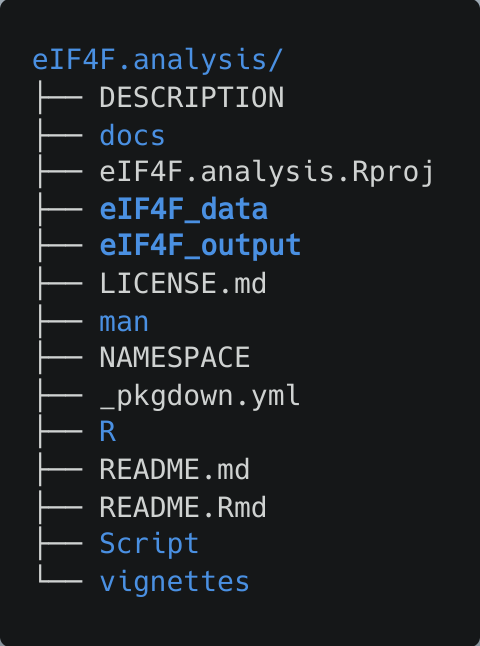 eIF4F.analysis/
├── DESCRIPTION
├── docs
├── eIF4F.analysis.Rproj
├── eIF4F_data
├── eIF4F_output
├── LICENSE.md
├── man
├── NAMESPACE
├── _pkgdown.yml
├── R
├── README.md
├── README.Rmd
├── Script
└── vignettes